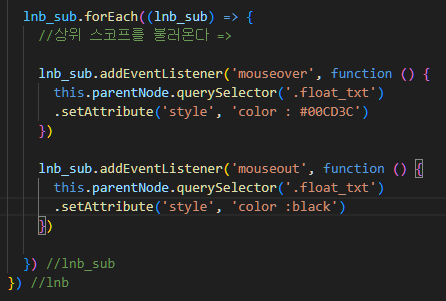 lnb_sub.forEach((lnb_sub) => {
//상위 스코프를 불러온다 =>
lnb_sub.addEventListener('mouseover', function () {
this.parentNode.querySelector('.float_txt')
.setAttribute('style', 'color : #00CD3C')
})
lnb_sub.addEventListener('mouseout', function () {
this.parentNode.querySelector('.float_txt')
.setAttribute('style', 'color :black')
})
}) //lnb_sub
}) //lnb